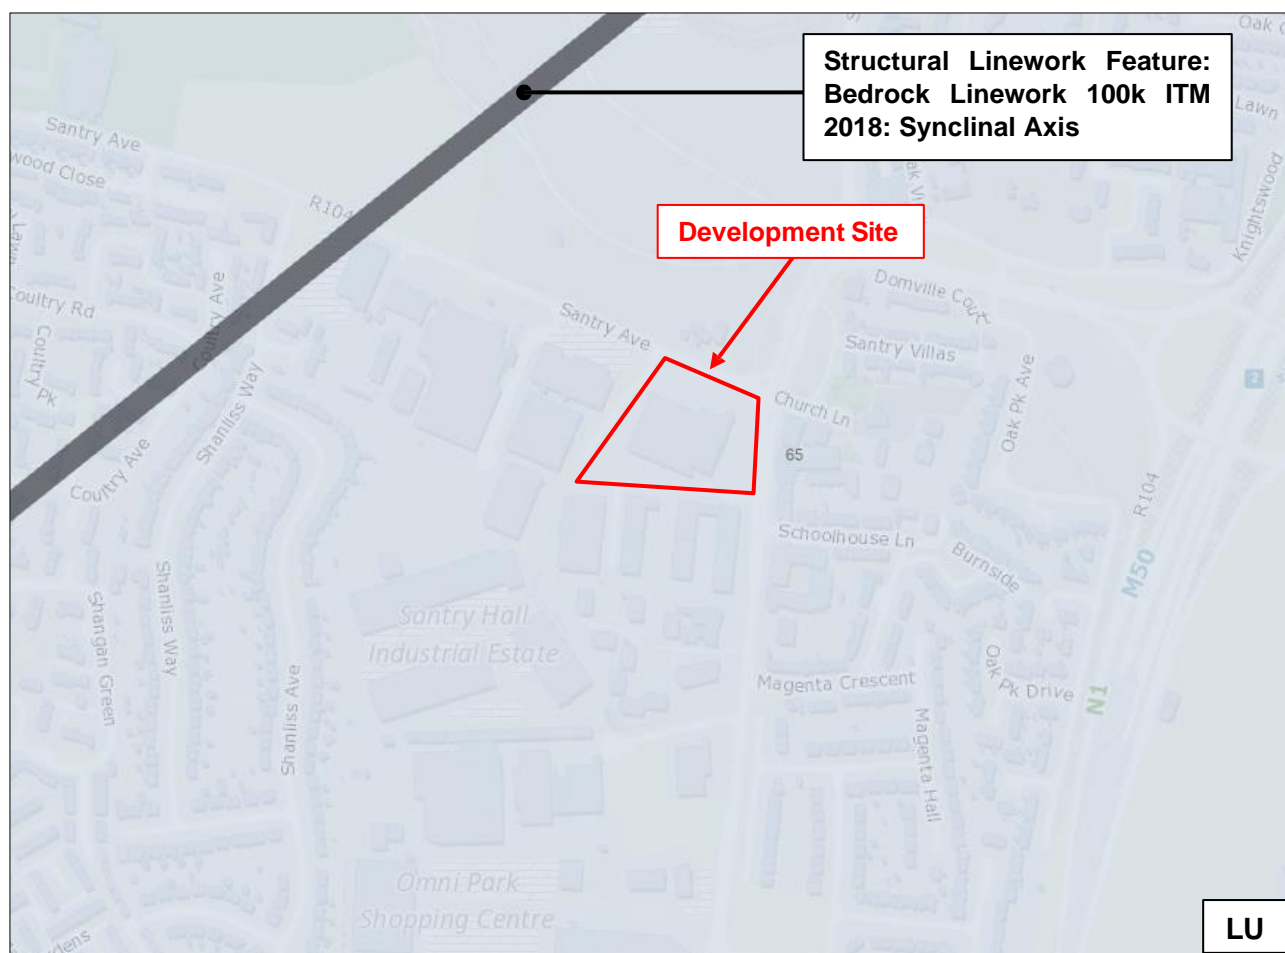 Structural Linework Feature:
Bedrock Linework 100k ITM
2018: Synclinal Axis
Lawn
Santry Ave
wood Close
R104
Knightswood
Development Site
Domville
Santry Ave
Santry Villas
Coultry Ave
Coultry Rd
Coultry
Pk
Shanliss Way
Oak Pk Ave
Church Ln
65
Coultry Ave
R104
Schoolhouse Ln
Burnside
M50
Shanliss Way
Shangan Green
Santry Hall
Industrial Estate
Oak Pk Drive
Magenta Crescent
N1
Shanliss Ave
Magenta Hall
Omni Park
Shopping Centre
LU